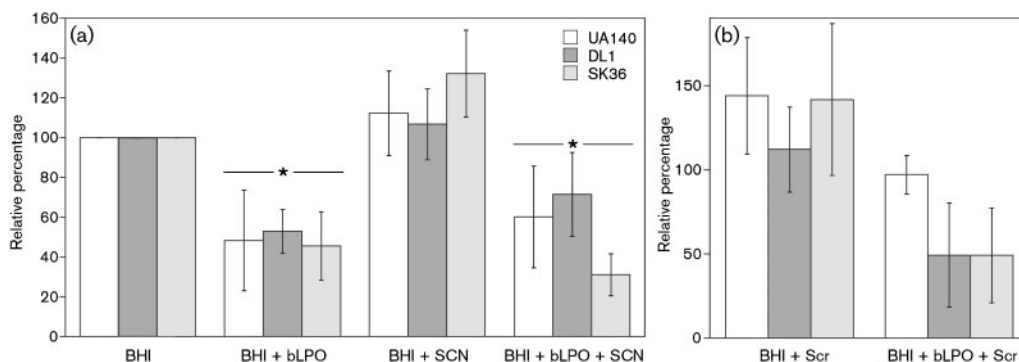 (a)
Relative percentage
160
140
120
100
80
60
40
20
0
UA140
DL1
SK36
*
*
BHI
BHI + bLPO
BHI + SCN
BHI + bLPO + SCN
(b)
Relative percentage
150
100
50
0
BHI + Scr
BHI + bLPO + Scr